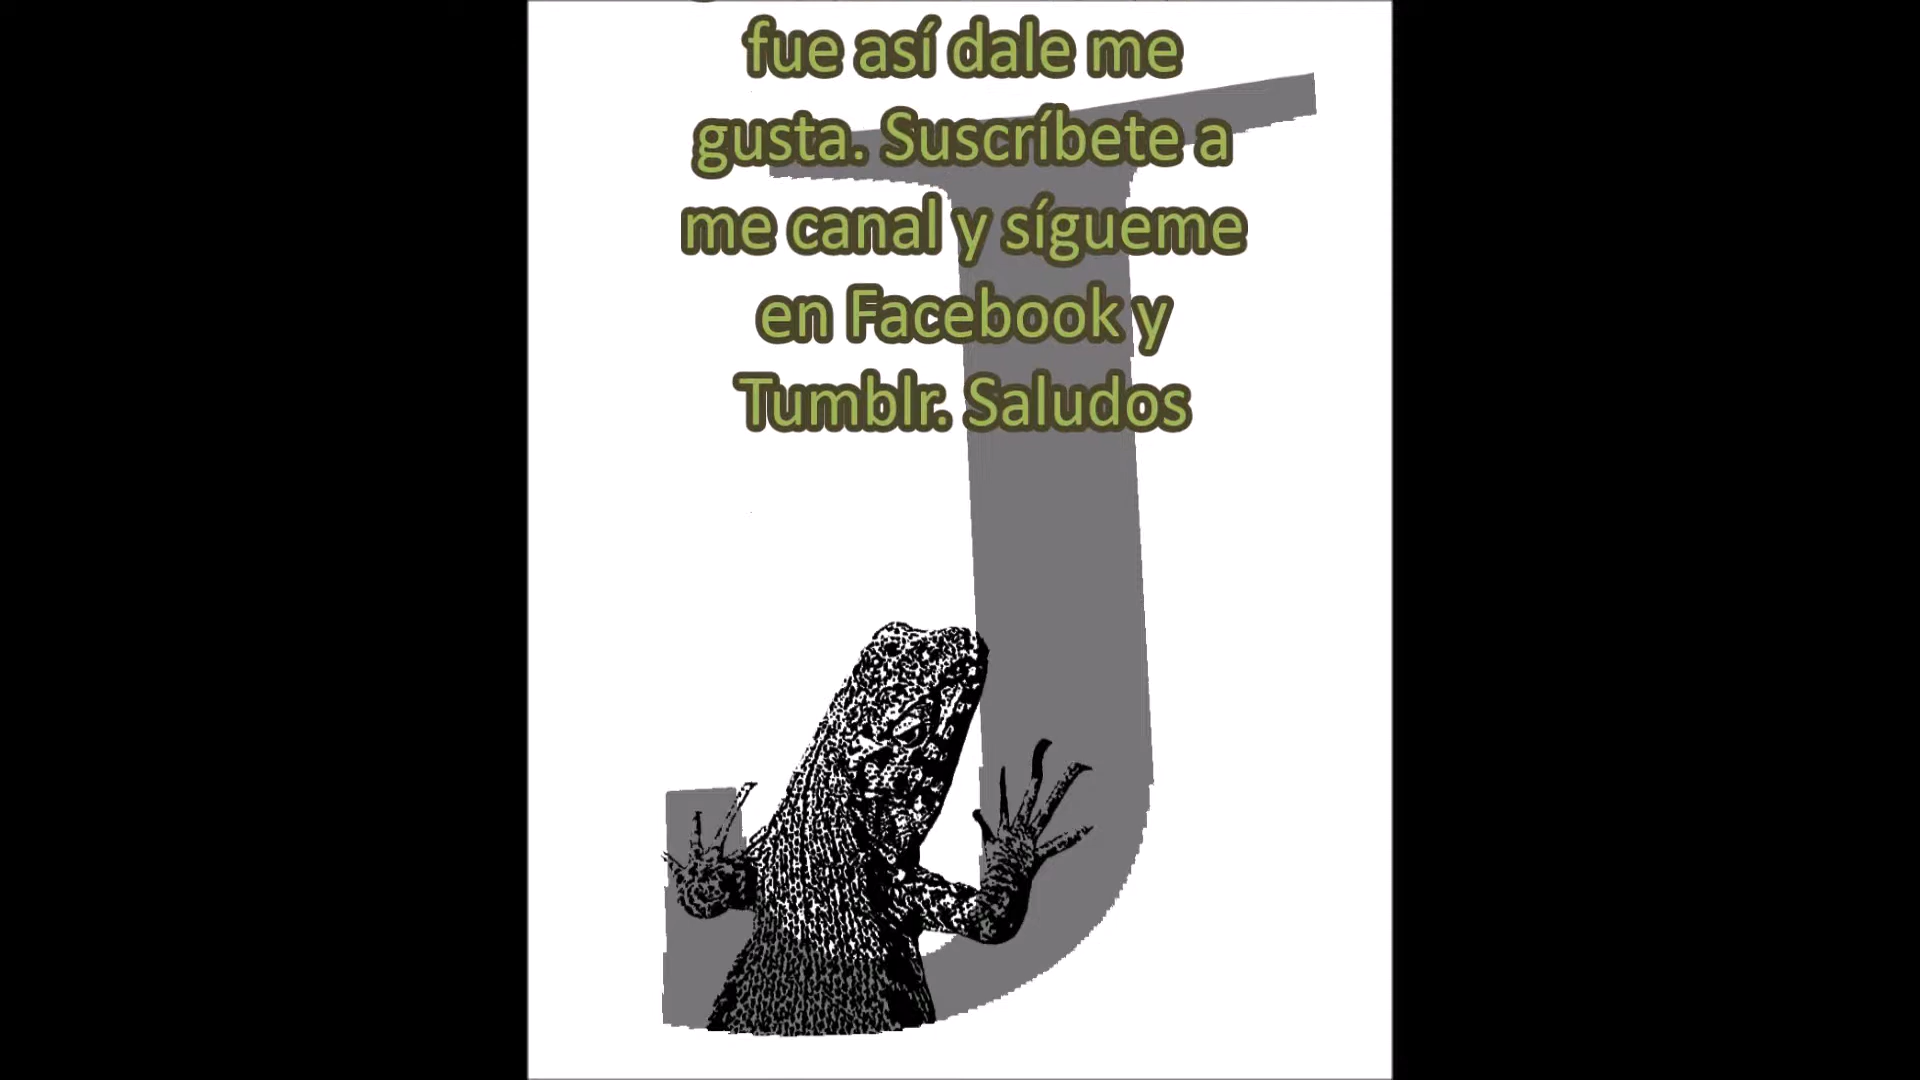 fue así dale me
gusta. Suscríbete a
me canal y sígueme
en Facebook y
Tumblr. Saludos
J